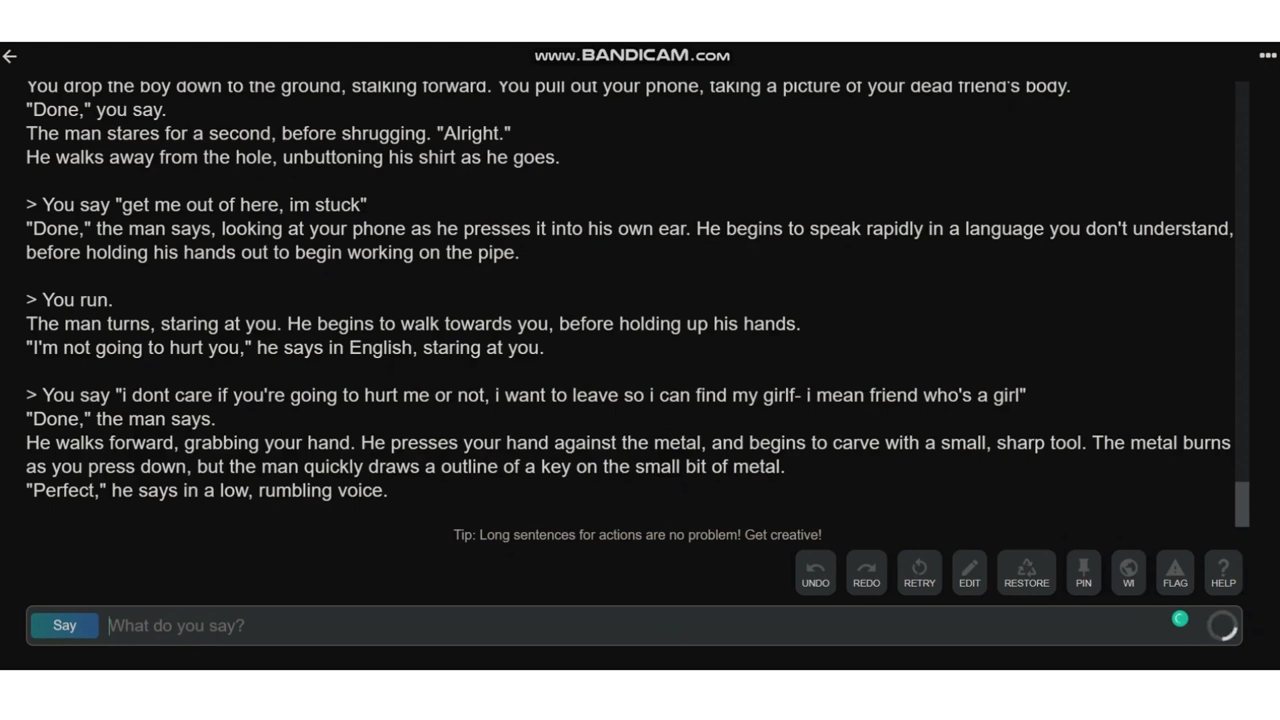 www.BANDICAM.com
You drop the boy down to the ground, stalking forward. You pull out your phone, taking a picture of your dead friend's body.
"Done," you say.
The man stares for a second, before shrugging. "Alright."
He walks away from the hole, unbuttoning his shirt as he goes.
> You say "get me out of here, im stuck"
"Done," the man says, looking at your phone as he presses it into his own ear. He begins to speak rapidly in a language you don't understand,
before holding his hands out to begin working on the pipe.
> You run.
The man turns, staring at you. He begins to walk towards you, before holding up his hands.
"I'm not going to hurt you," he says in English, staring at you.
> You say "i dont care if you're going to hurt me or not, i want to leave so i can find my girlf- i mean friend who's a girl"
"Done," the man says.
He walks forward, grabbing your hand. He presses your hand against the metal, and begins to carve with a small, sharp tool. The metal burns
as you press down, but the man quickly draws a outline of a key on the small bit of metal.
"Perfect," he says in a low, rumbling voice.
Tip: Long sentences for actions are no problem! Get creative!
UNDO REDO RETRY EDIT RESTORE PIN WI FLAG HELP
Say What do you say?